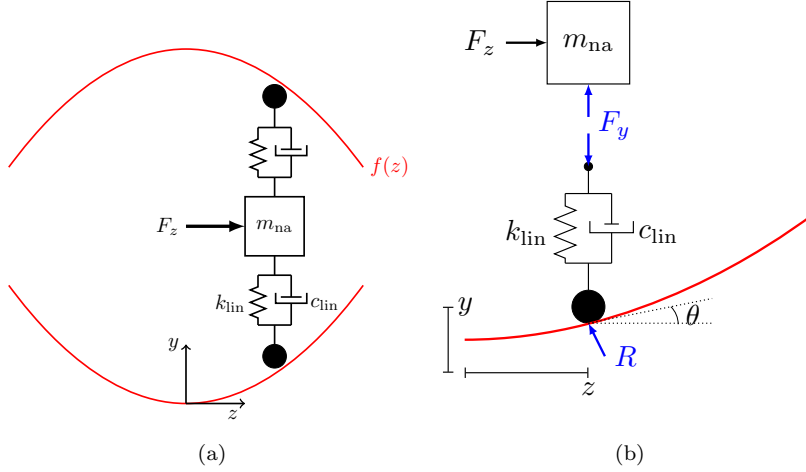 f(z)
F_z
m_na
k_lin
c_lin
y
z
(a)
F_z
m_na
F_y
k_lin
c_lin
y
θ
R
z
(b)